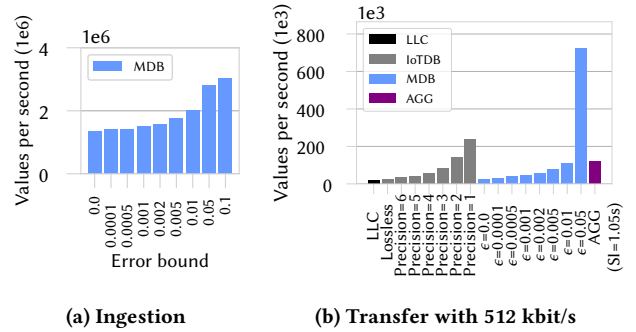 1e6
Values per second (1e6)
4
2
0
MDB
0.0
0.0001
0.0005
0.001
0.002
0.005
0.01
0.05
0.1
Error bound
(a) Ingestion
1e3
Values per second (1e3)
800
600
400
200
0
LLC
IoTDB
MDB
AGG
LLC
Lossless
Precision=6
Precision=5
Precision=4
Precision=3
Precision=2
Precision=1
ϵ=0.0
ϵ=0.0001
ϵ=0.0005
ϵ=0.001
ϵ=0.002
ϵ=0.005
ϵ=0.01
ϵ=0.05
AGG
(SI=1.05s)
(b) Transfer with 512 kbit/s